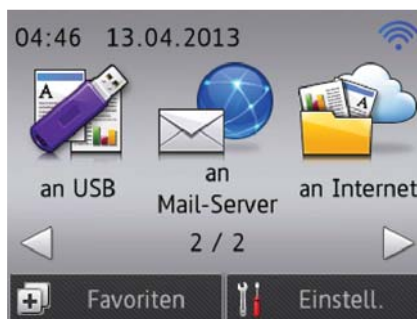 04:46 13.04.2013
A
A
an USB
an
Mail-Server
an Internet
2 / 2
Favoriten
Einstell.